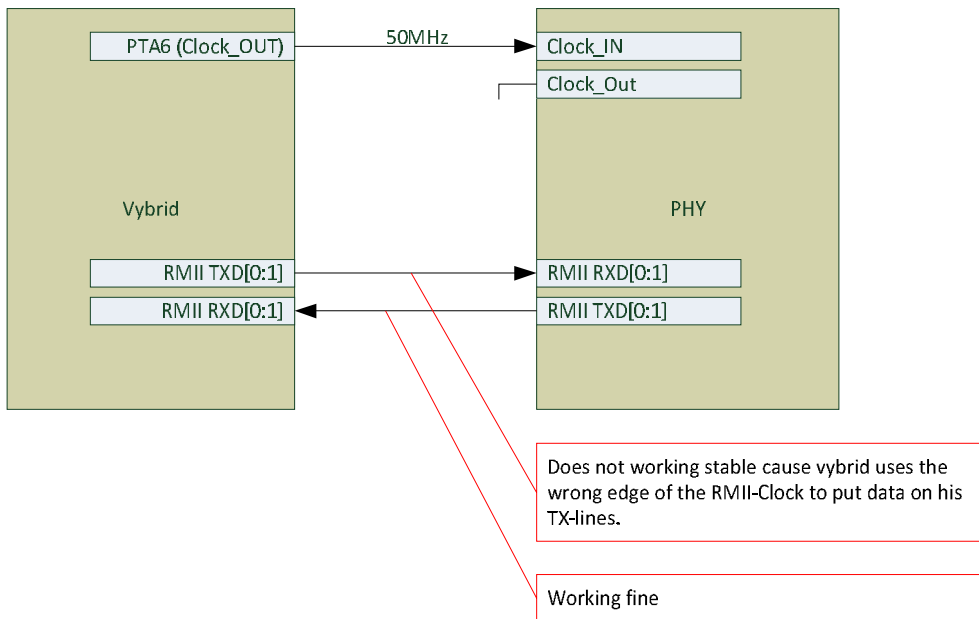 PTA6 (Clock_OUT)
50MHz
Clock_IN
Clock_Out
Vybrid
PHY
RMII TXD[0:1]
RMII RXD[0:1]
RMII RXD[0:1]
RMII TXD[0:1]
Does not working stable cause vybrid uses the
wrong edge of the RMII-Clock to put data on his
TX-lines.
Working fine